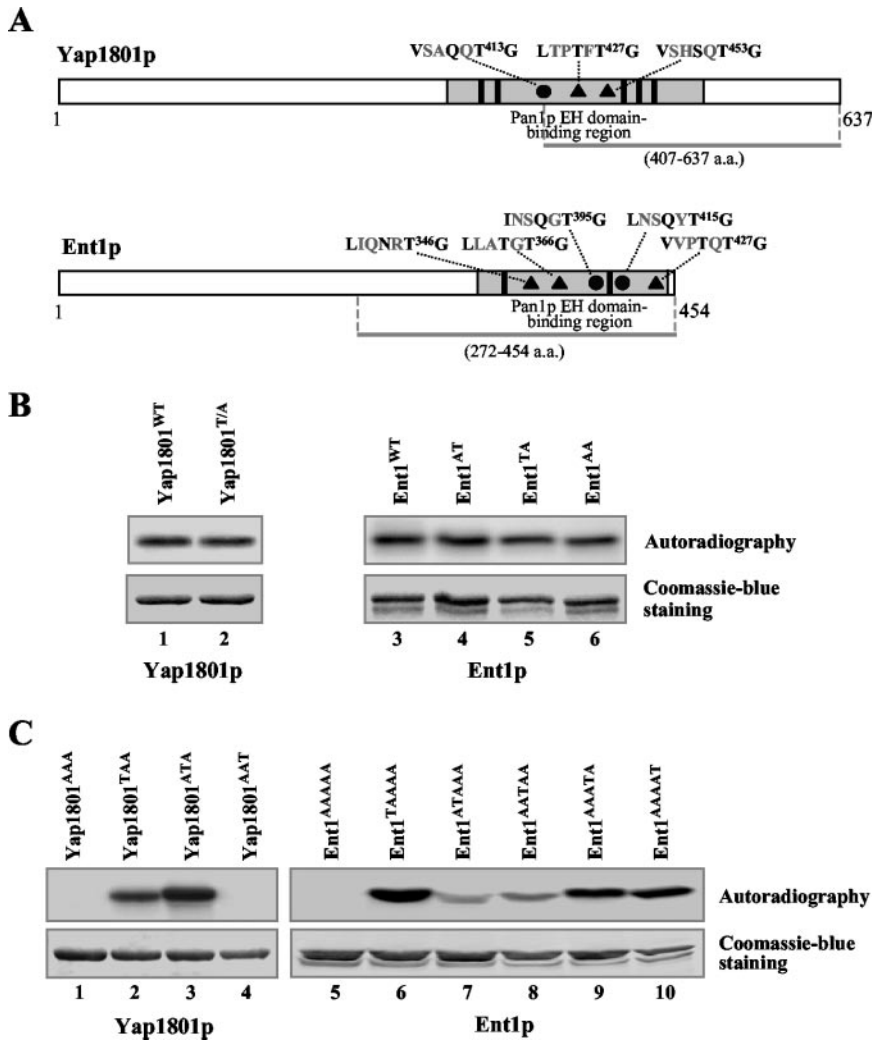 A
Yap1801p
VSAQQT413G LTPTFT427G VSHSQT453G
1
Pan1p EH domain-
binding region
637
(407-637 a.a.)
Ent1p
INSQGT395G LNSQYT415G
LIQNRT346G LLATGT366G VVPTQT427G
1
Pan1p EH domain-
binding region
454
(272-454 a.a.)
B
Yap1801WT
Yap1801T/A
Ent1WT
Ent1AT
Ent1TA
Ent1AA
Autoradiography
Coomassie-blue
staining
1 2 3 4 5 6
Yap1801p Ent1p
C
Yap1801AAA
Yap1801TAA
Yap1801ATA
Yap1801AAT
Ent1AAAAA
Ent1TAAAA
Ent1ATAAA
Ent1AATAA
Ent1AAATA
Ent1AAAAT
Autoradiography
Coomassie-blue
staining
1 2 3 4 5 6 7 8 9 10
Yap1801p Ent1p